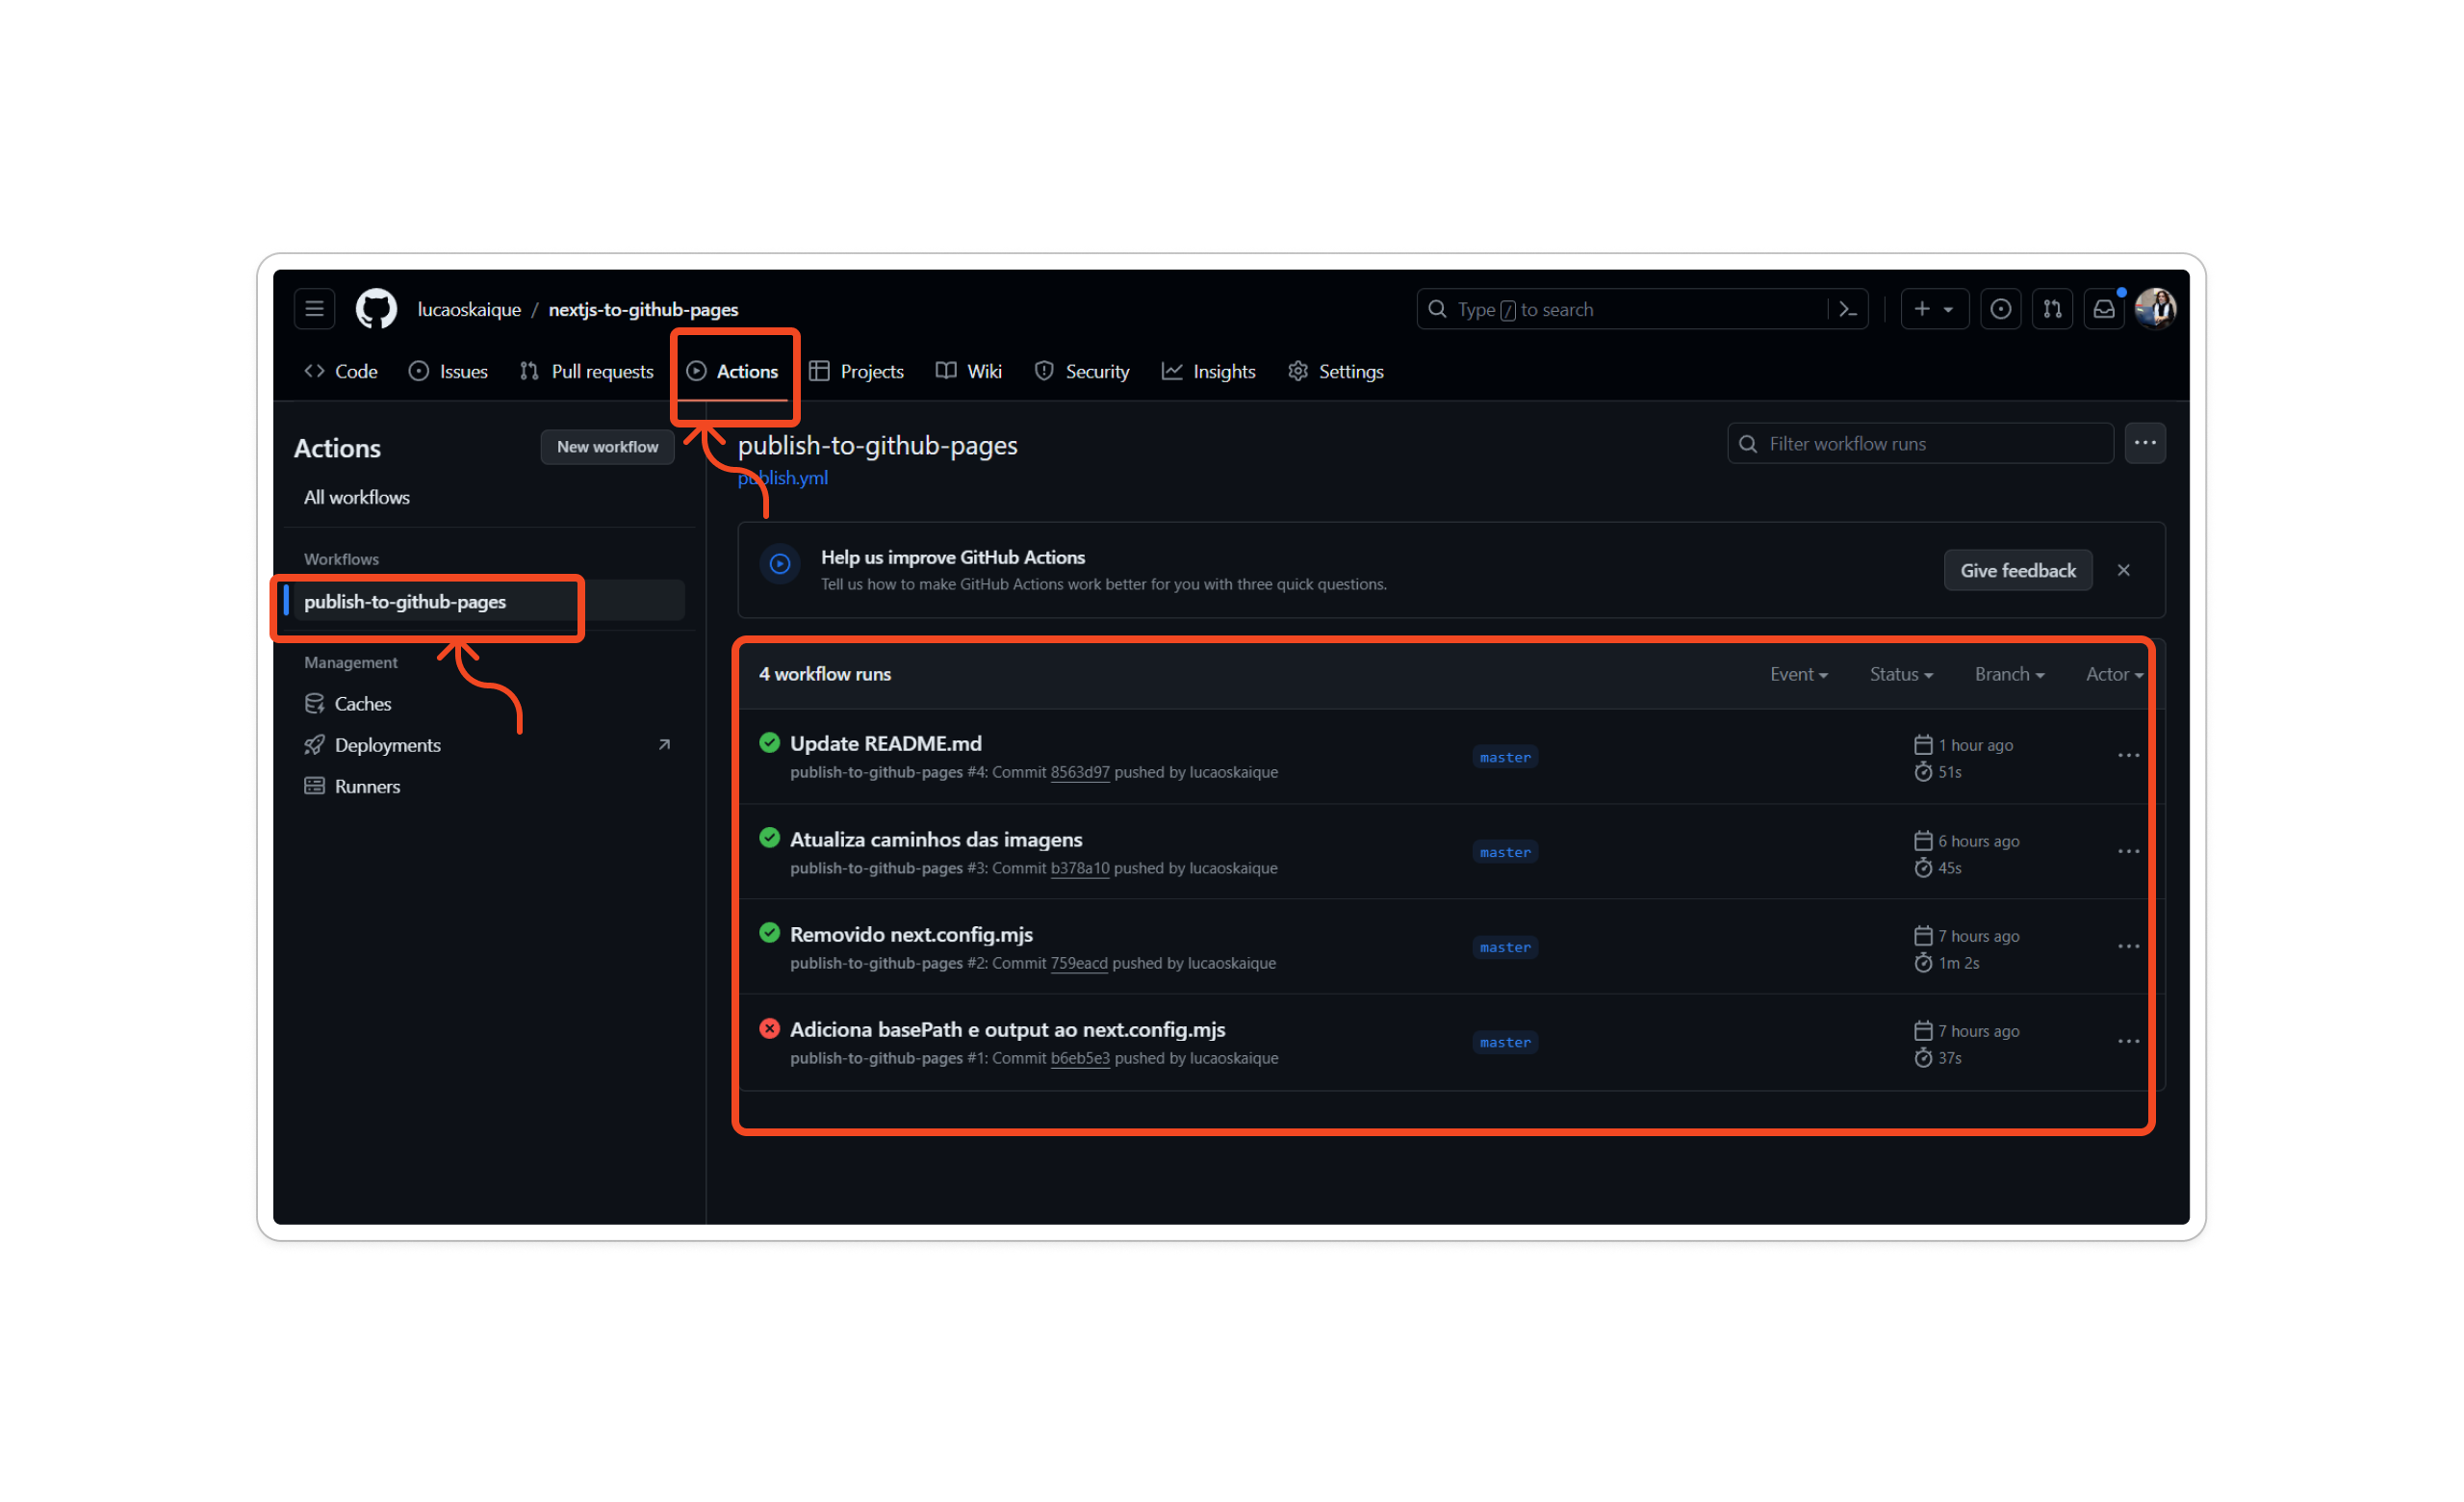 lucaoskaique / nextjs-to-github-pages
Type / to search
Code Issues Pull requests Actions Projects Wiki Security Insights Settings
Actions
New workflow
All workflows
Workflows
publish-to-github-pages
Management
Caches
Deployments
Runners
publish-to-github-pages
publish.yml
Filter workflow runs
Help us improve GitHub Actions
Tell us how to make GitHub Actions work better for you with three quick questions.
Give feedback
4 workflow runs
Event Status Branch Actor
Update README.md
publish-to-github-pages #4: Commit 8563d97 pushed by lucaoskaique
master
1 hour ago
51s
Atualiza caminhos das imagens
publish-to-github-pages #3: Commit b378a10 pushed by lucaoskaique
master
6 hours ago
45s
Removido next.config.mjs
publish-to-github-pages #2: Commit 759eacd pushed by lucaoskaique
master
7 hours ago
1m 2s
Adiciona basePath e output ao next.config.mjs
publish-to-github-pages #1: Commit b6eb5e3 pushed by lucaoskaique
master
7 hours ago
37s